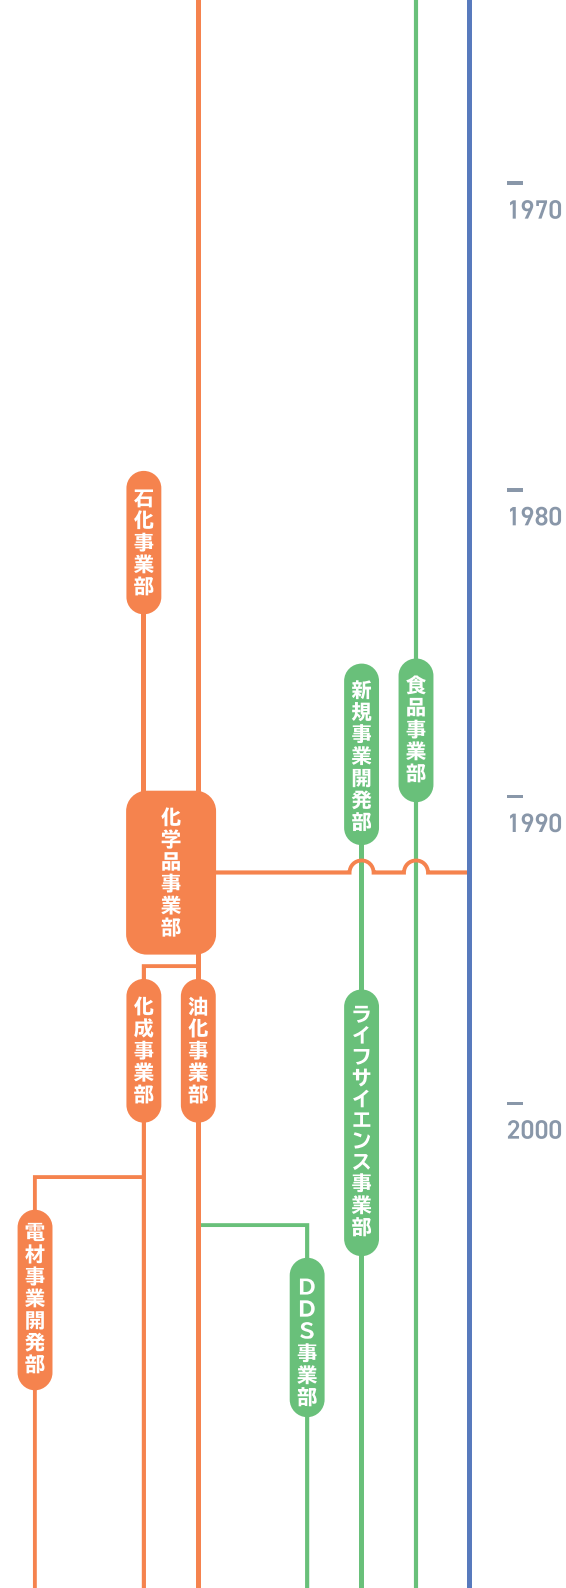 1970
1980
石化事業部
新規事業開発部
食品事業部
1990
化学品事業部
化成事業部
油化事業部
ライフサイエンス事業部
2000
電材事業開発部
DDS事業部